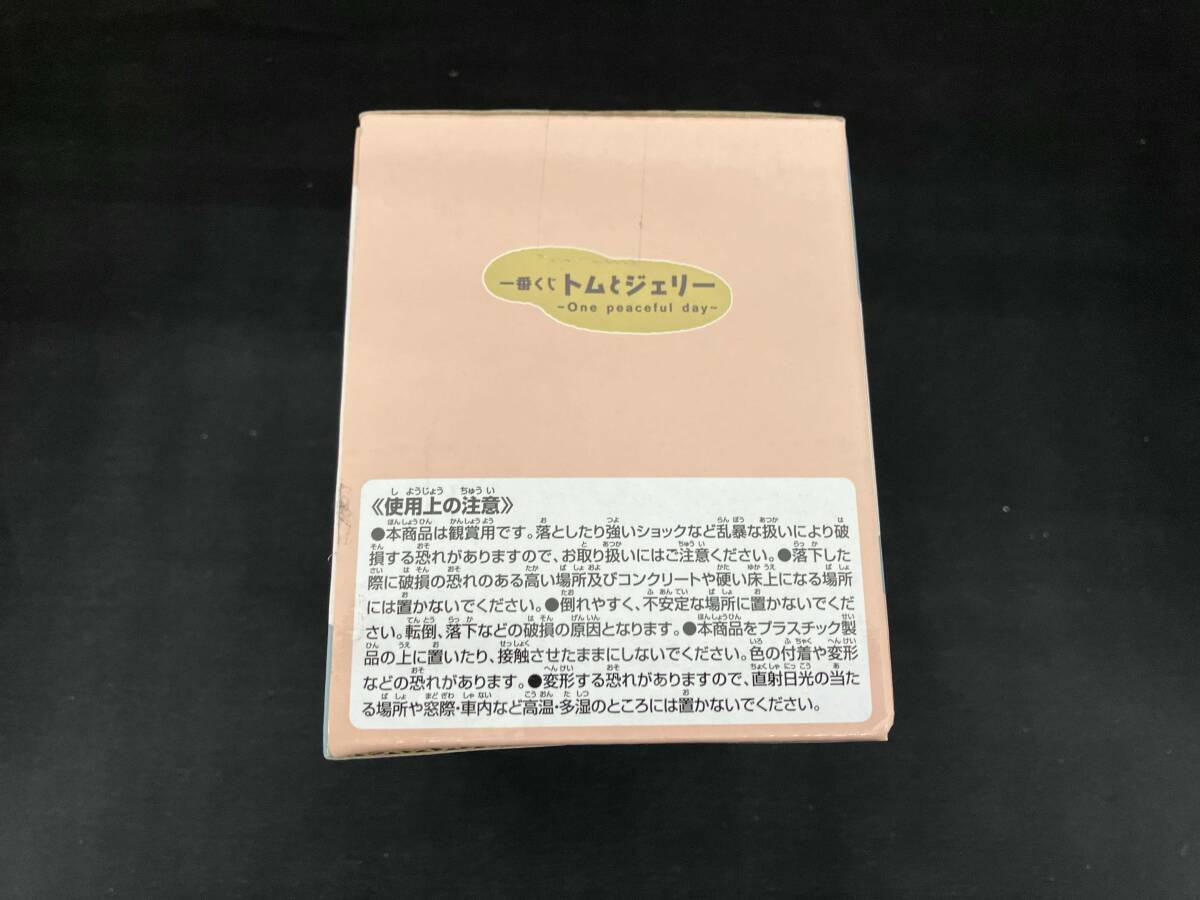 一番くじ トムとジェリー
~One peaceful day~
《使用上の注意》
●本商品は観賞用です。落としたり強いショックなど乱暴な扱いにより破
損する恐れがありますので、お取り扱いにはご注意ください。●落下した
際に破損の恐れのある高い場所及びコンクリートや硬い床上になる場所
には置かないでください。●倒れやすく、不安定な場所に置かないでくだ
さい。転倒、落下などの破損の原因となります。●本商品をプラスチック製
品の上に置いたり、接触させたままにしないでください。色の付着や変形
などの恐れがあります。●変形する恐れがありますので、直射日光の当た
る場所や窓際・車内など高温・多湿のところには置かないでください。